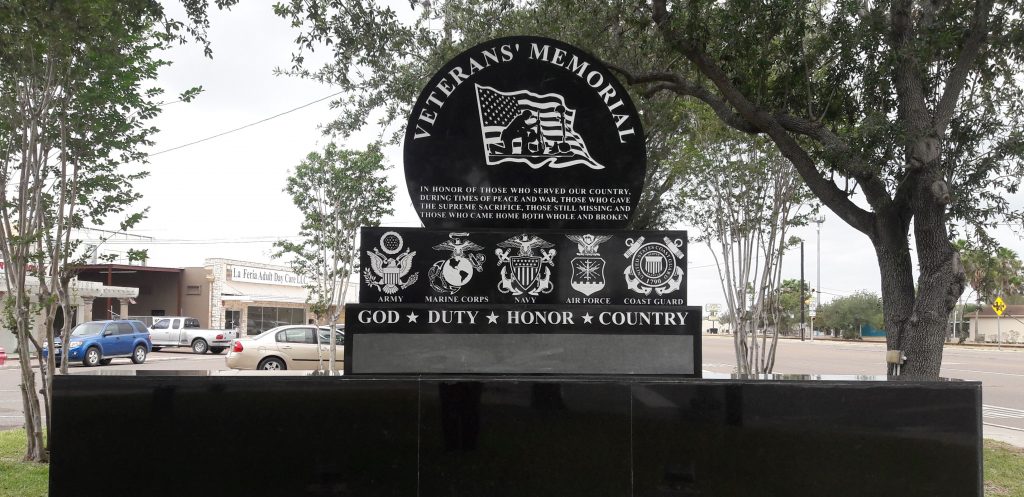 VETERANS' MEMORIAL
IN HONOR OF THOSE WHO SERVED OUR COUNTRY,
DURING TIMES OF PEACE AND WAR, THOSE WHO GAVE
THE SUPREME SACRIFICE, THOSE STILL MISSING AND
THOSE WHO CAME HOME BOTH WHOLE AND BROKEN
ARMY MARINE CORPS NAVY AIR FORCE COAST GUARD
1790
GOD ★ DUTY ★ HONOR ★ COUNTRY
La Feria Adult Day Care LLC